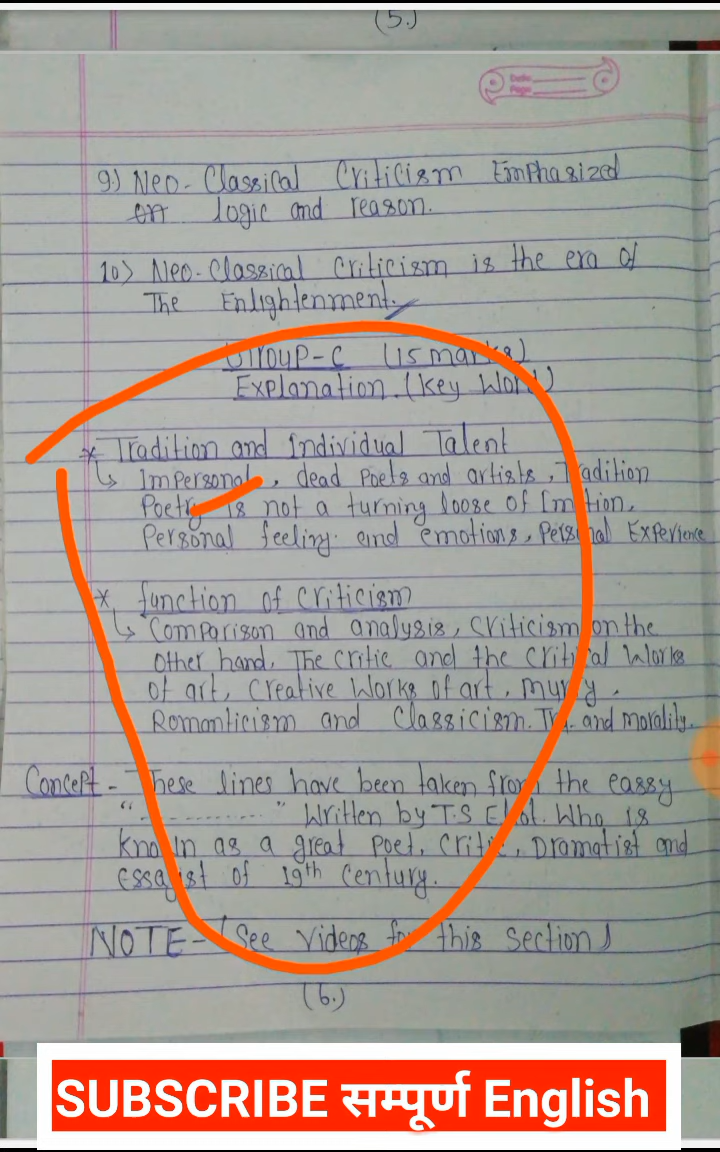 (5.)
Date
Page
9.) Neo-Classical Criticism Emphasized
on logic and reason.
10) Neo-Classical Criticism is the era of
The Enlightenment.
Group-C (15 marks)
Explanation. (Key Word)
* Tradition and Individual Talent
↳ Impersonal, dead Poets and artists, Tradition
Poetry is not a turning loose of Emotion,
Personal feeling. and emotions, Personal Experience
* function of criticism
↳ Comparison and analysis, Criticism on the
Other hand, The critic and the critical Works
of art, Creative Works of art,
Romanticism and Classicism. and morality.
Concept - These lines have been taken from the eassy
"............" Written by T.S Eliot. Who is
known as a great Poet, Critic, Dramatist and
Essayist of 19th Century.
NOTE- (See Videos for this section)
(6.)
SUBSCRIBE सम्पूर्ण English